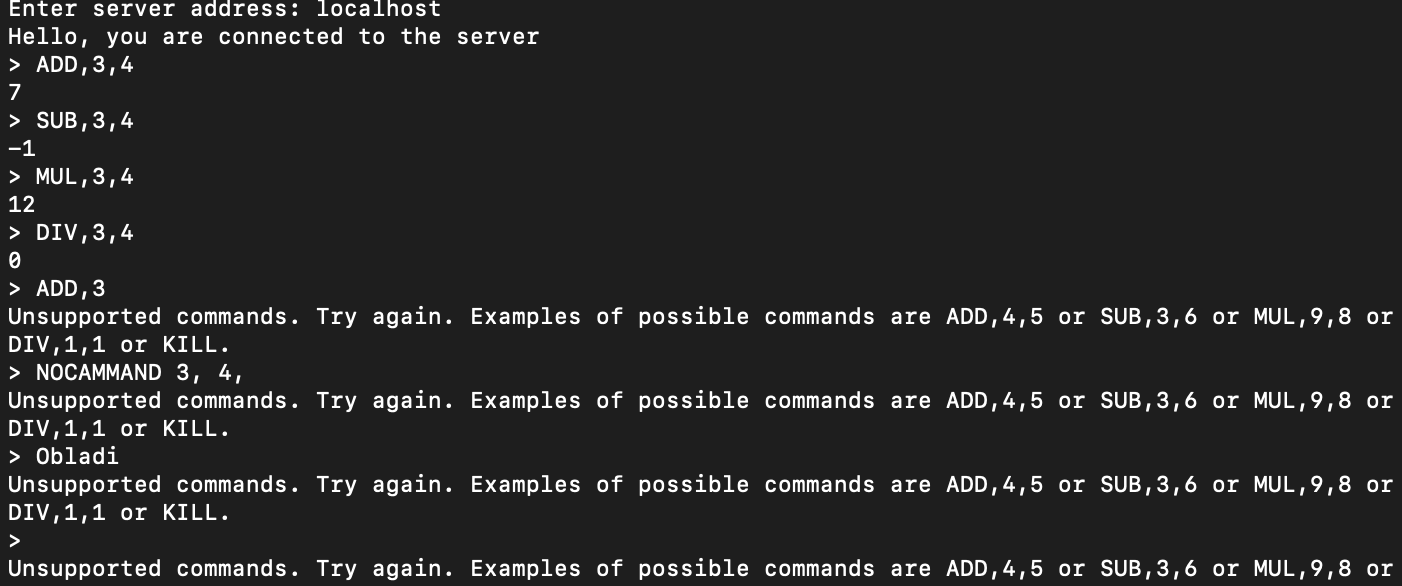 Enter server address: localhost
Hello, you are connected to the server
> ADD,3,4
7
> SUB,3,4
-1
> MUL,3,4
12
> DIV,3,4
0
> ADD,3
Unsupported commands. Try again. Examples of possible commands are ADD,4,5 or SUB,3,6 or MUL,9,8 or
DIV,1,1 or KILL.
> NOCAMMAND 3, 4,
Unsupported commands. Try again. Examples of possible commands are ADD,4,5 or SUB,3,6 or MUL,9,8 or
DIV,1,1 or KILL.
> Obladi
Unsupported commands. Try again. Examples of possible commands are ADD,4,5 or SUB,3,6 or MUL,9,8 or
DIV,1,1 or KILL.
>
Unsupported commands. Try again. Examples of possible commands are ADD,4,5 or SUB,3,6 or MUL,9,8 or